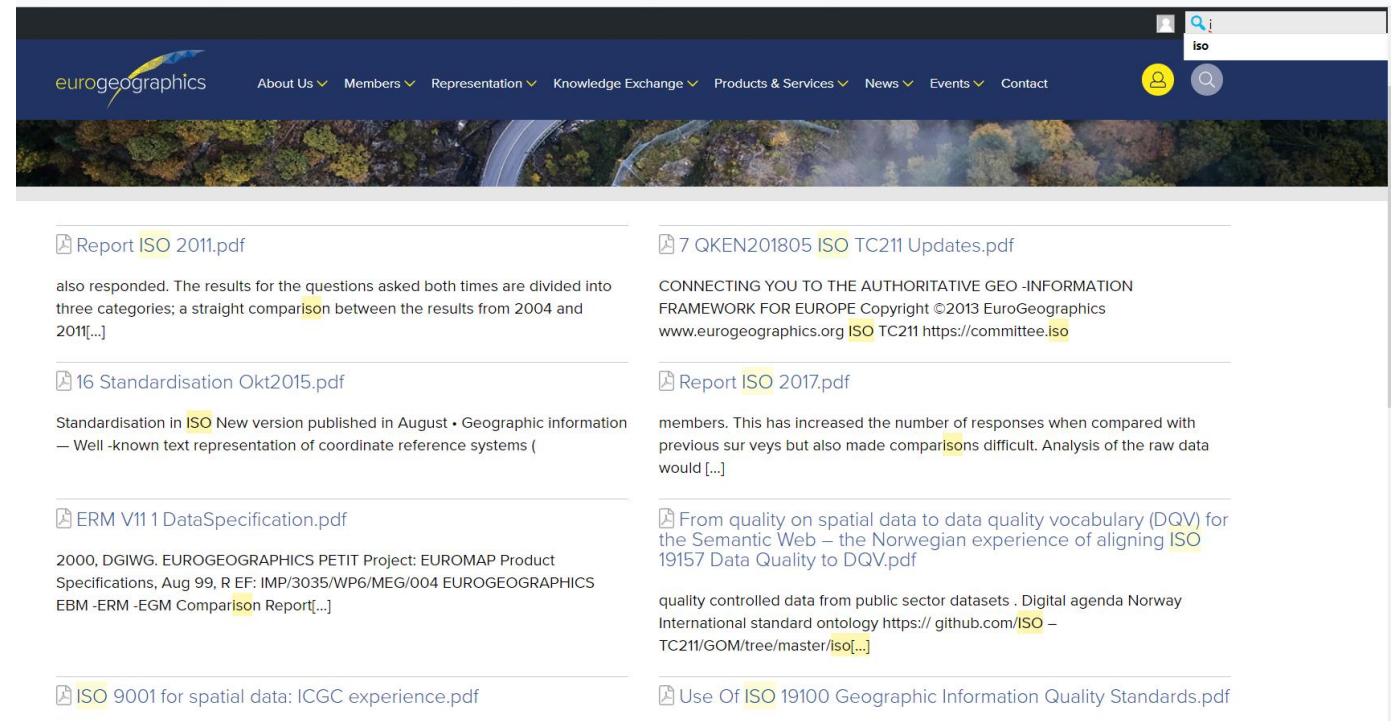 i
iso
eurogeographics
About Us Members Representation Knowledge Exchange Products & Services News Events Contact
Report ISO 2011.pdf
also responded. The results for the questions asked both times are divided into
three categories; a straight comparison between the results from 2004 and
2011[...]
7 QKEN201805 ISO TC211 Updates.pdf
CONNECTING YOU TO THE AUTHORITATIVE GEO -INFORMATION
FRAMEWORK FOR EUROPE Copyright ©2013 EuroGeographics
www.eurogeographics.org ISO TC211 https://committee.iso
16 Standardisation Okt2015.pdf
Standardisation in ISO New version published in August • Geographic information
— Well -known text representation of coordinate reference systems (
Report ISO 2017.pdf
members. This has increased the number of responses when compared with
previous sur veys but also made comparisons difficult. Analysis of the raw data
would [...]
ERM V11 1 DataSpecification.pdf
2000, DGIWG. EUROGEOGRAPHICS PETIT Project: EUROMAP Product
Specifications, Aug 99, R EF: IMP/3035/WP6/MEG/004 EUROGEOGRAPHICS
EBM -ERM -EGM Comparison Report[...]
From quality on spatial data to data quality vocabulary (DQV) for
the Semantic Web – the Norwegian experience of aligning ISO
19157 Data Quality to DQV.pdf
quality controlled data from public sector datasets . Digital agenda Norway
International standard ontology https:// github.com/ISO –
TC211/GOM/tree/master/iso[...]
ISO 9001 for spatial data: ICGC experience.pdf
Use Of ISO 19100 Geographic Information Quality Standards.pdf